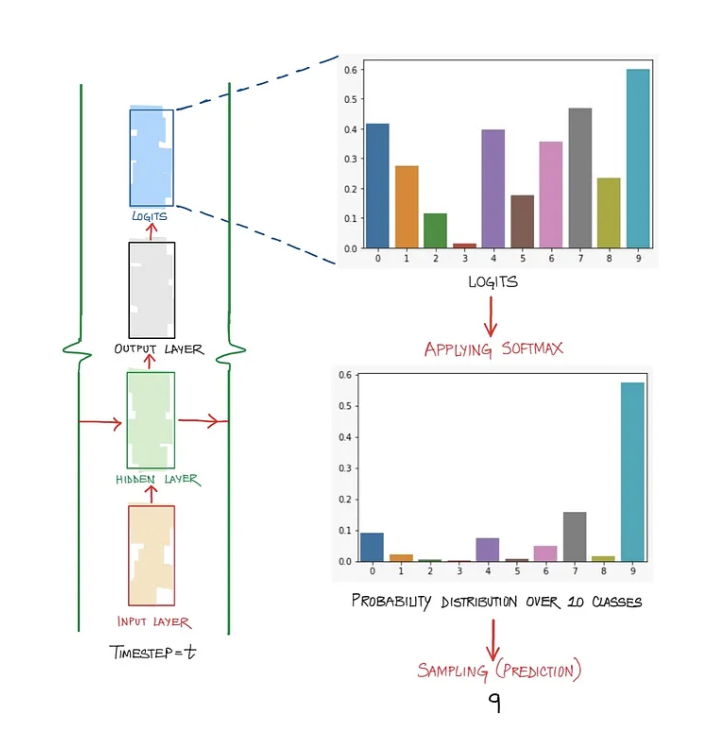 LOGITS
OUTPUT LAYER
HIDDEN LAYER
INPUT LAYER
TIMESTEP=t
0.6
0.5
0.4
0.3
0.2
0.1
0.0
0 1 2 3 4 5 6 7 8 9
LOGITS
APPLYING SOFTMAX
0.6
0.5
0.4
0.3
0.2
0.1
0.0
0 1 2 3 4 5 6 7 8 9
PROBABILITY DISTRIBUTION OVER 10 CLASSES
SAMPLING (PREDICTION)
9